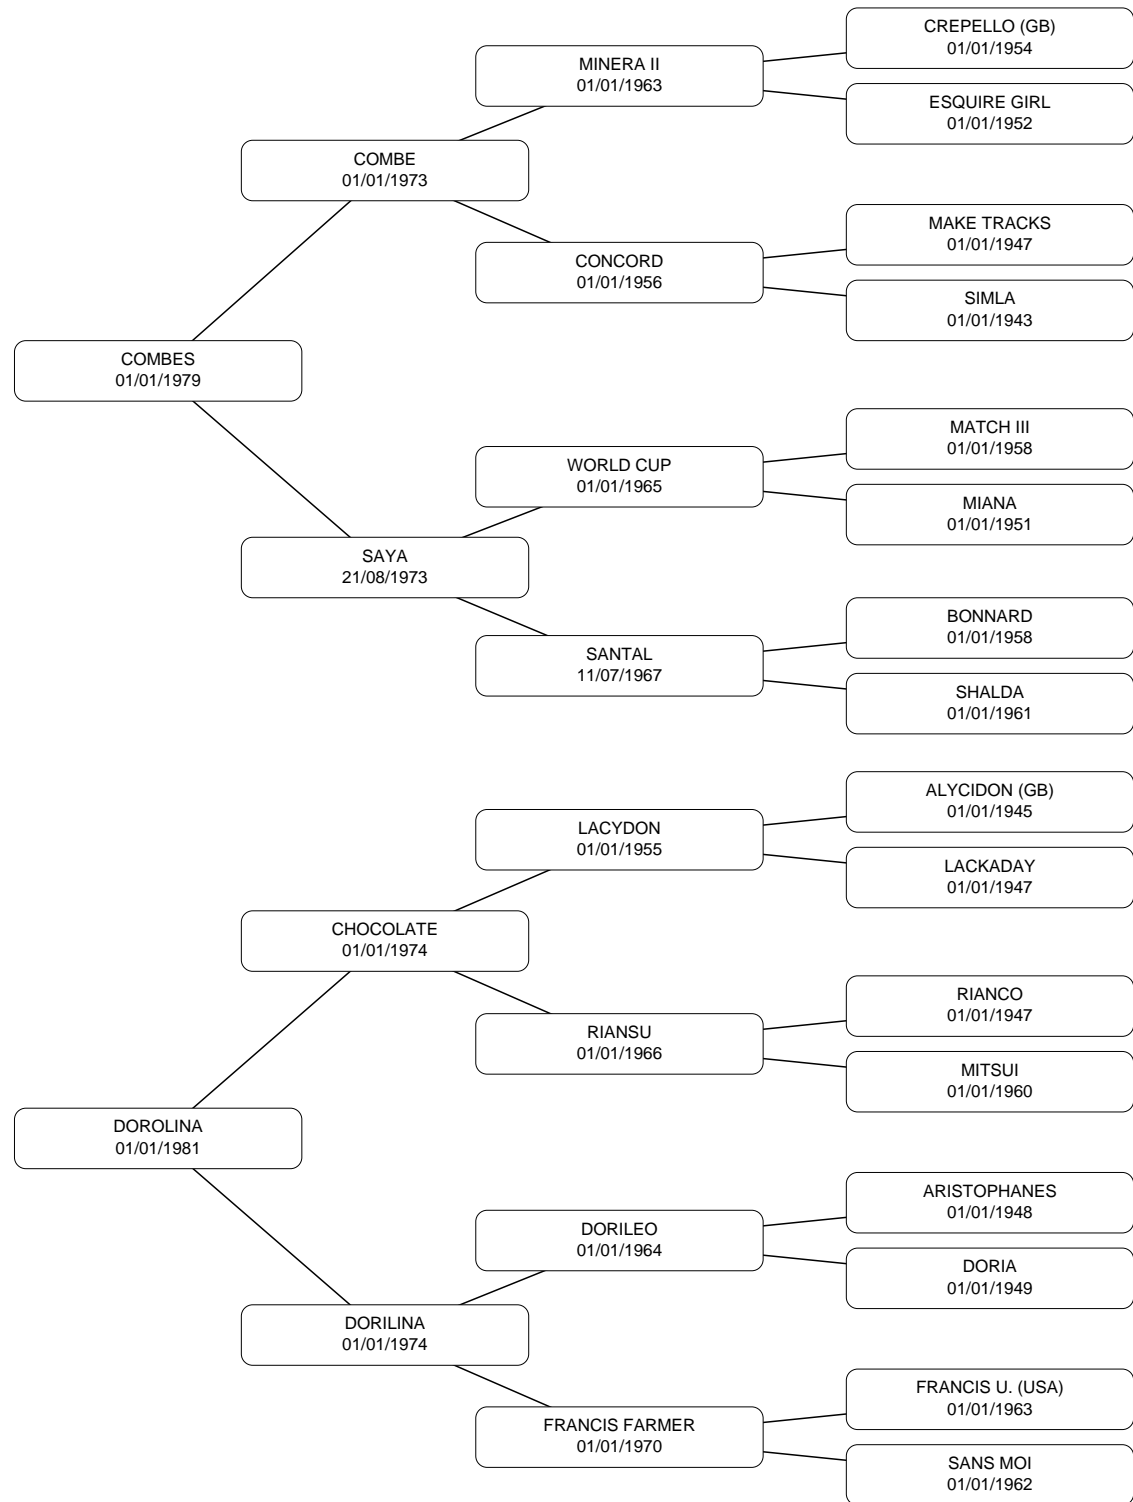 CREPELLO (GB)
01/01/1954
MINERA II
01/01/1963
ESQUIRE GIRL
01/01/1952
COMBE
01/01/1973
MAKE TRACKS
01/01/1947
CONCORD
01/01/1956
SIMLA
01/01/1943
COMBES
01/01/1979
MATCH III
01/01/1958
WORLD CUP
01/01/1965
MIANA
01/01/1951
SAYA
21/08/1973
BONNARD
01/01/1958
SANTAL
11/07/1967
SHALDA
01/01/1961
ALYCIDON (GB)
01/01/1945
LACYDON
01/01/1955
LACKADAY
01/01/1947
CHOCOLATE
01/01/1974
RIANCO
01/01/1947
RIANSU
01/01/1966
MITSUI
01/01/1960
DOROLINA
01/01/1981
ARISTOPHANES
01/01/1948
DORILEO
01/01/1964
DORIA
01/01/1949
DORILINA
01/01/1974
FRANCIS U. (USA)
01/01/1963
FRANCIS FARMER
01/01/1970
SANS MOI
01/01/1962